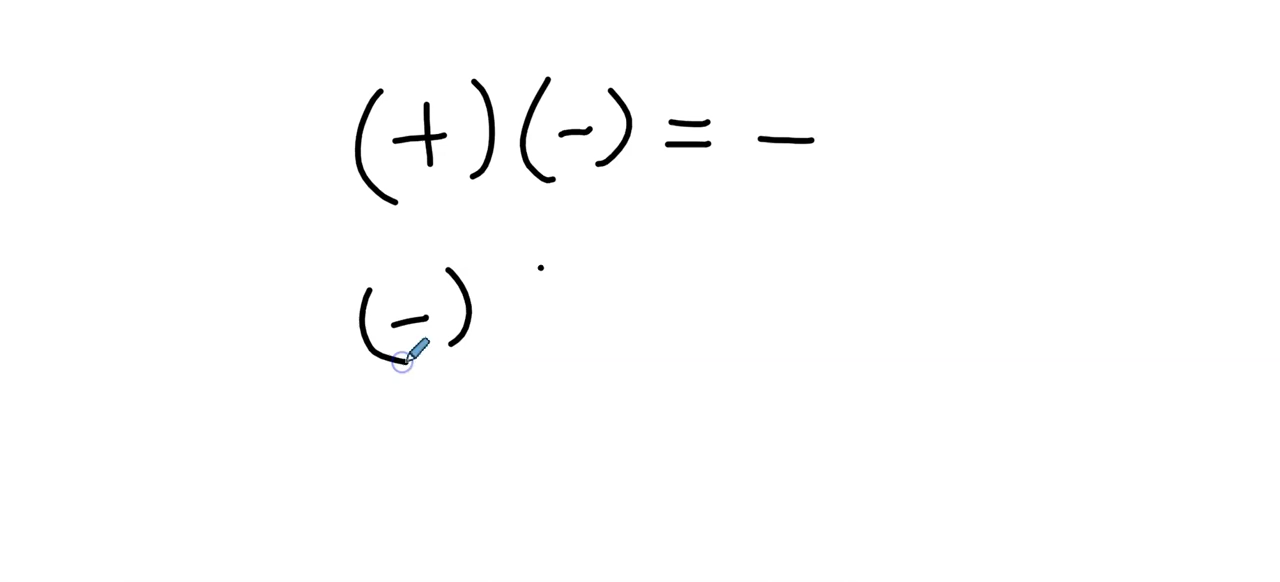 (+)(-) = -
(-)